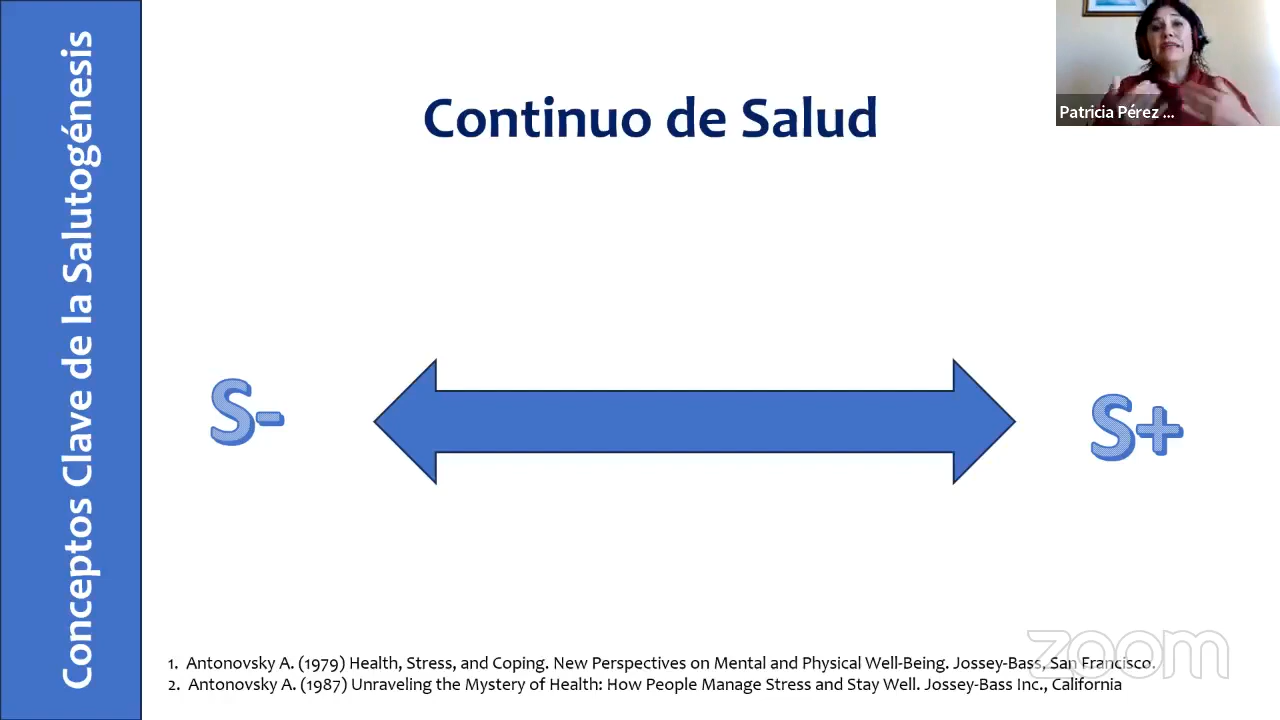 Conceptos Clave de la Salutogénesis
Continuo de Salud
Patricia Pérez ...
S-
S+
1. Antonovsky A. (1979) Health, Stress, and Coping. New Perspectives on Mental and Physical Well-Being. Jossey-Bass, San Francisco.
2. Antonovsky A. (1987) Unraveling the Mystery of Health: How People Manage Stress and Stay Well. Jossey-Bass Inc., California
zoom